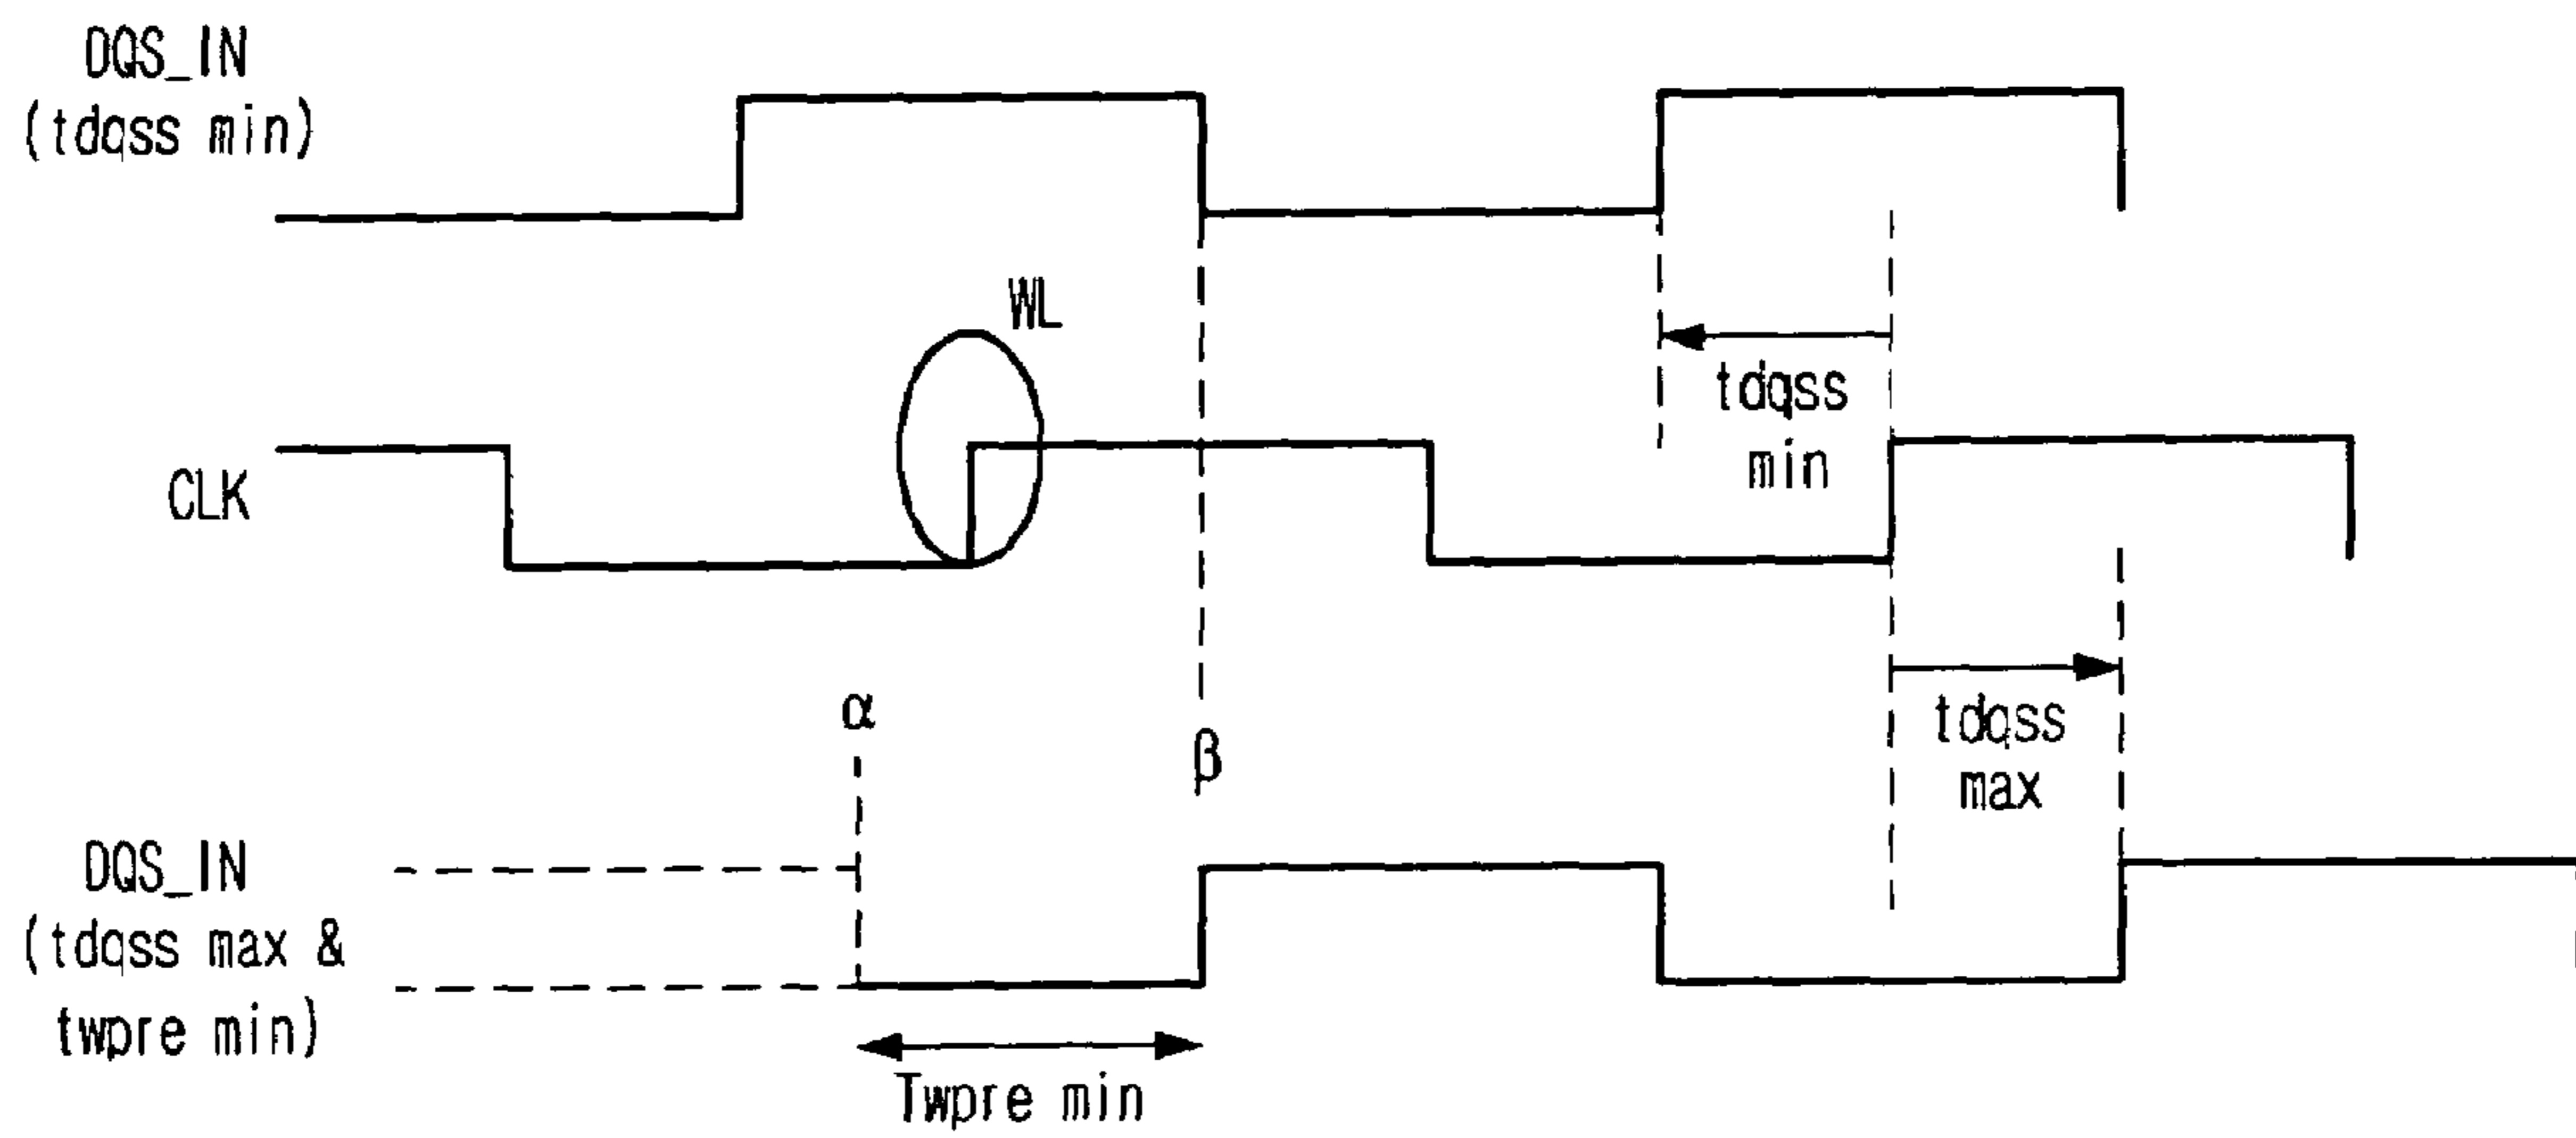 DQS_IN
(tdqss min)
WL
tdqss
min
CLK
α
β
tdqss
max
DQS_IN
(tdqss max &
twpre min)
Twpre min